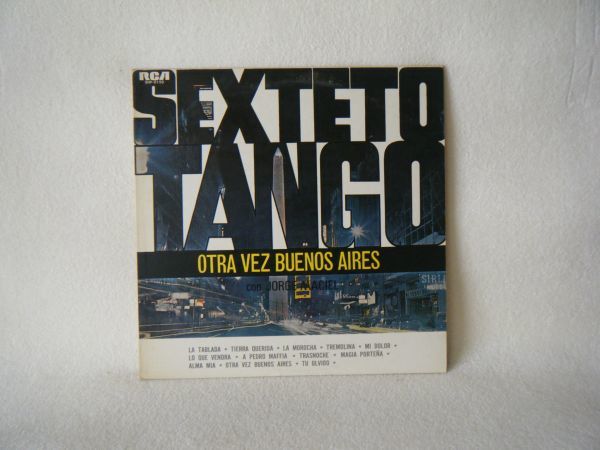 RCA
SEXTETO
TANGO
OTRA VEZ BUENOS AIRES
con JORGE MACIEL
LA TABLADA • TIERRA QUERIDA • LA MOROCHA • TREMOLINA • MI DOLOR •
LO QUE VENDRA • A PEDRO MAFFIA • TRASNOCHE • MAGIA PORTEÑA •
ALMA MIA • OTRA VEZ BUENOS AIRES • TU OLVIDO •